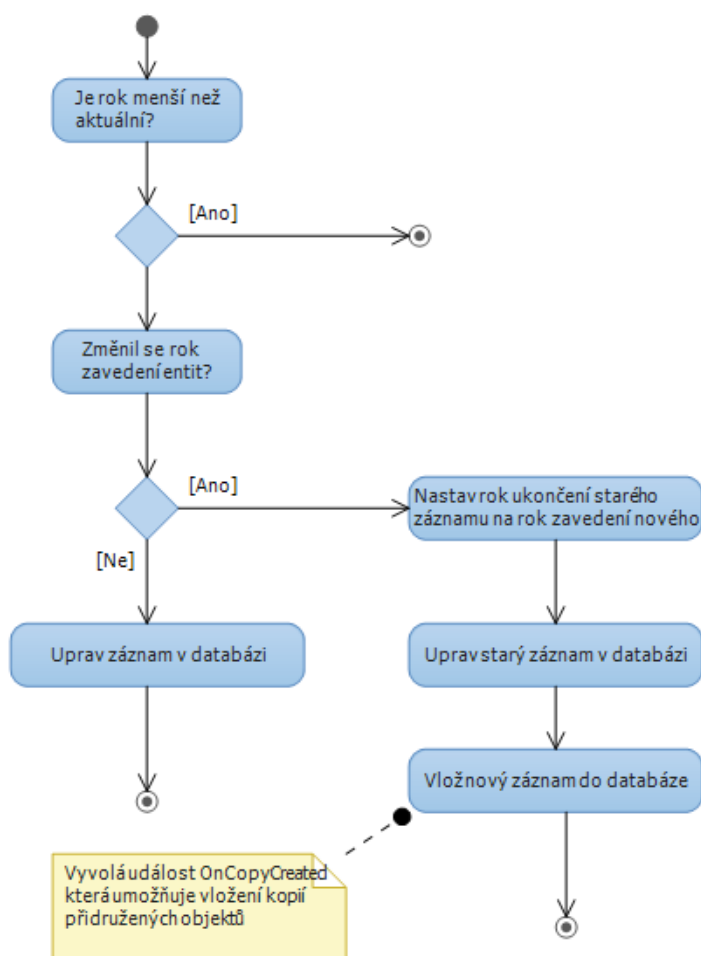 Je rok menší než
aktuální?
[Ano]
Změnil se rok
zavedení entit?
[Ano]
Nastav rok ukončení starého
záznamu na rok zavedení nového
[Ne]
Uprav záznam v databázi
Uprav starý záznam v databázi
Vlož nový záznam do databáze
Vyvolá událost OnCopyCreated
která umožňuje vložení kopií
přidružených objektů